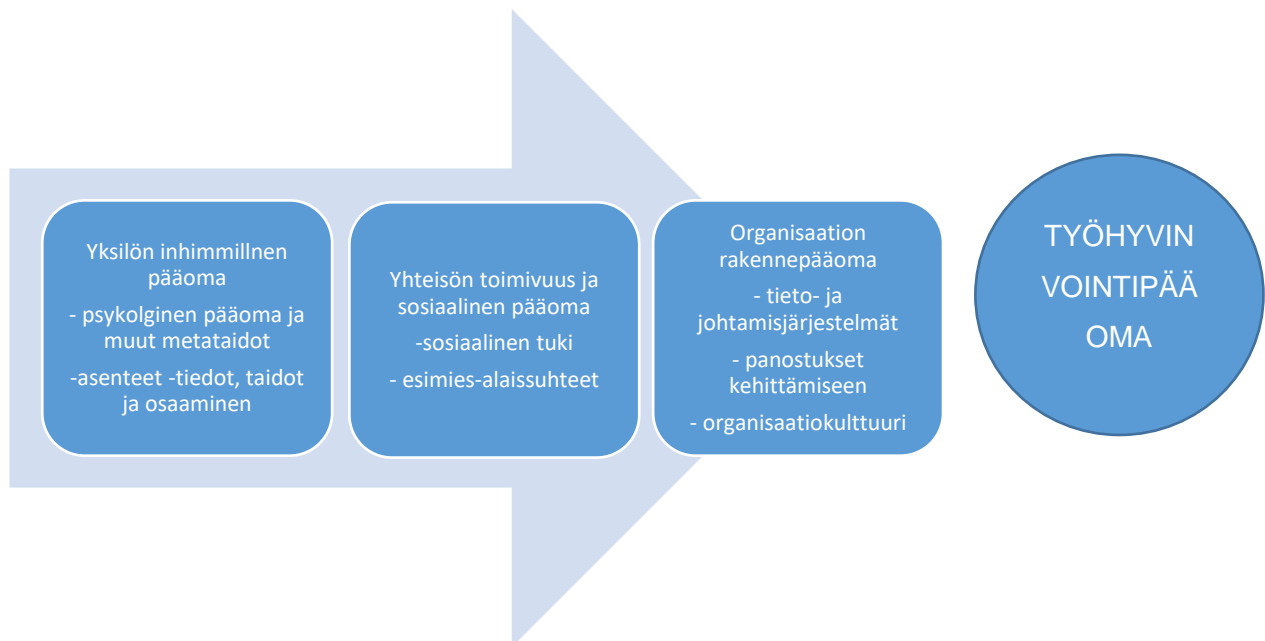 Yksilön inhimillnen
pääoma
- psykolginen pääoma ja
muut metataidot
-asenteet -tiedot, taidot
ja osaaminen
Yhteisön toimivuus ja
sosiaalinen pääoma
-sosiaalinen tuki
- esimies-alaissuhteet
Organisaation
rakennepääoma
- tieto- ja
johtamisjärjestelmät
- panostukset
kehittämiseen
- organisaatiokulttuuri
TYÖHYVIN
VOINTIPÄÄ
OMA